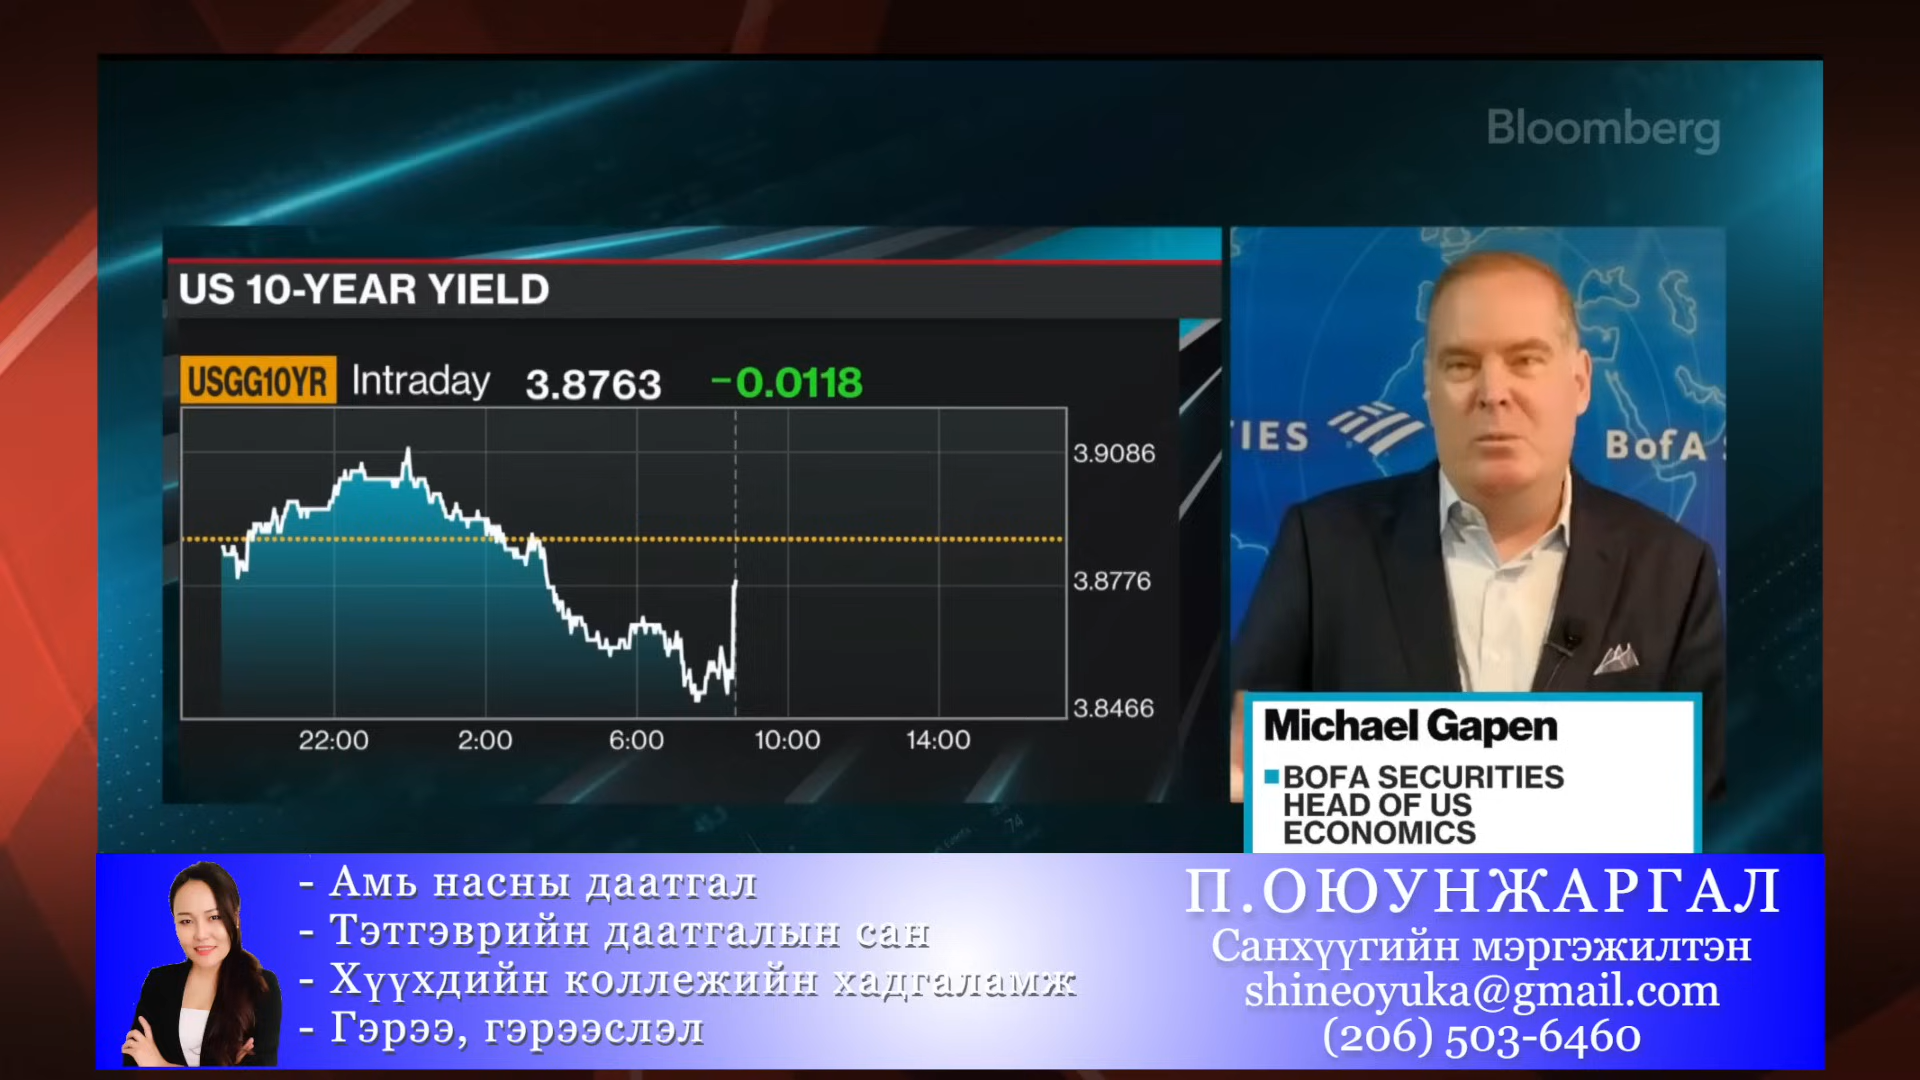 Bloomberg
US 10-YEAR YIELD
USGG10YR Intraday 3.8763 -0.0118
3.9086
3.8776
3.8466
22:00 2:00 6:00 10:00 14:00
IES BofA
Michael Gapen
BOFA SECURITIES
HEAD OF US
ECONOMICS
- Амь насны даатгал
- Тэтгэврийн даатгалын сан
- Хүүхдийн коллежийн хадгаламж
- Гэрээ, гэрээслэл
П.ОЮУНЖАРГАЛ
Санхүүгийн мэргэжилтэн
shineoyuka@gmail.com
(206) 503-6460